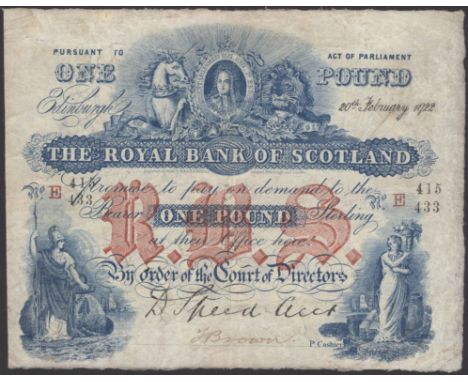 PURSUANT TO ACT OF PARLIAMENT
ONE POUND
Edinburgh 20th February 1922
THE ROYAL BANK OF SCOTLAND
No E 415 433 Promise to pay on demand to the No E 415 433
Bearer ONE POUND Sterling
R.B.S.
at their Office here.
By order of the Court of Directors
D Speed Acct
J Brown.
P. Cashier